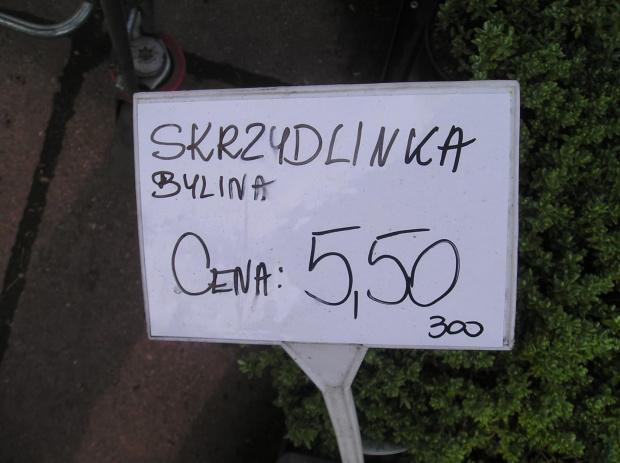 SKRZYDLINKA
BYLINA
CENA: 5,50
300